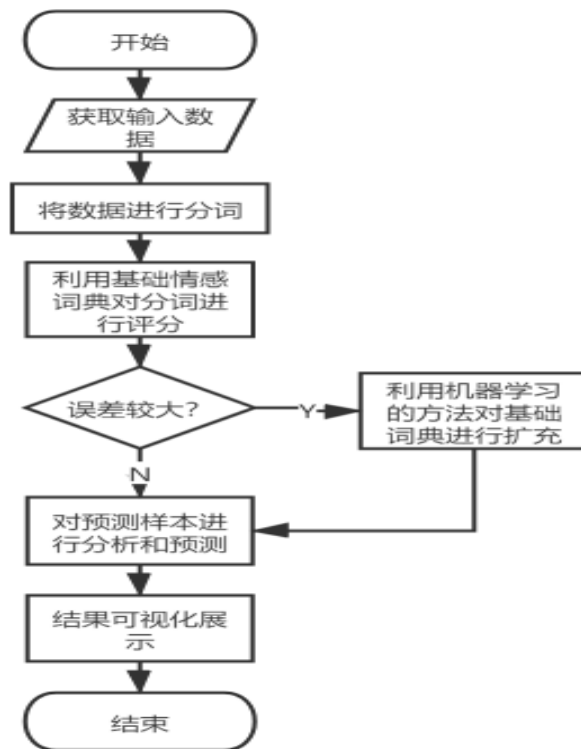 开始
获取输入数
据
将数据进行分词
利用基础情感
词典对分词进
行评分
误差较大?
Y
利用机器学习
的方法对基础
词典进行扩充
N
对预测样本进
行分析和预测
结果可视化展
示
结束